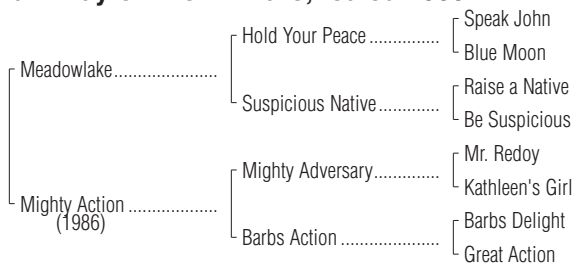 Hold Your Peace ..............
Speak John
Blue Moon
Meadowlake.....................
Suspicious Native............
Raise a Native
Be Suspicious
Mighty Action ..................
(1986)
Mighty Adversary.............
Mr. Redoy
Kathleen's Girl
Barbs Action ....................
Barbs Delight
Great Action